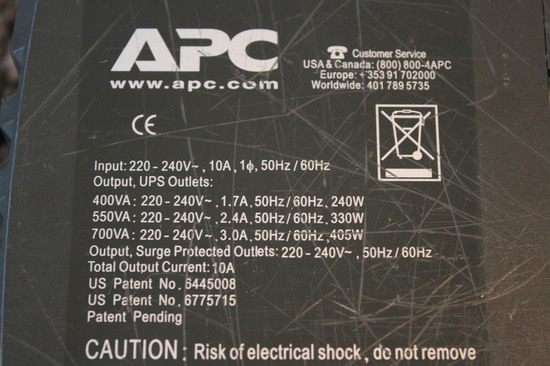 APC
www.apc.com
☎ Customer Service
USA & Canada: (800) 800-4APC
Europe: +353 91 702000
Worldwide: 401 789 5735
CE
Input: 220 - 240V~, 10A, 1ϕ, 50Hz / 60Hz
Output, UPS Outlets:
400VA : 220 - 240V~, 1.7A, 50Hz / 60Hz, 240W
550VA : 220 - 240V~, 2.4A, 50Hz / 60Hz, 330W
700VA : 220 - 240V~, 3.0A, 50Hz / 60Hz, 405W
Output, Surge Protected Outlets: 220 - 240V~, 50Hz / 60Hz
Total Output Current: 10A
US Patent No. 6445008
US Patent No. 6775715
Patent Pending
CAUTION : Risk of electrical shock , do not remove